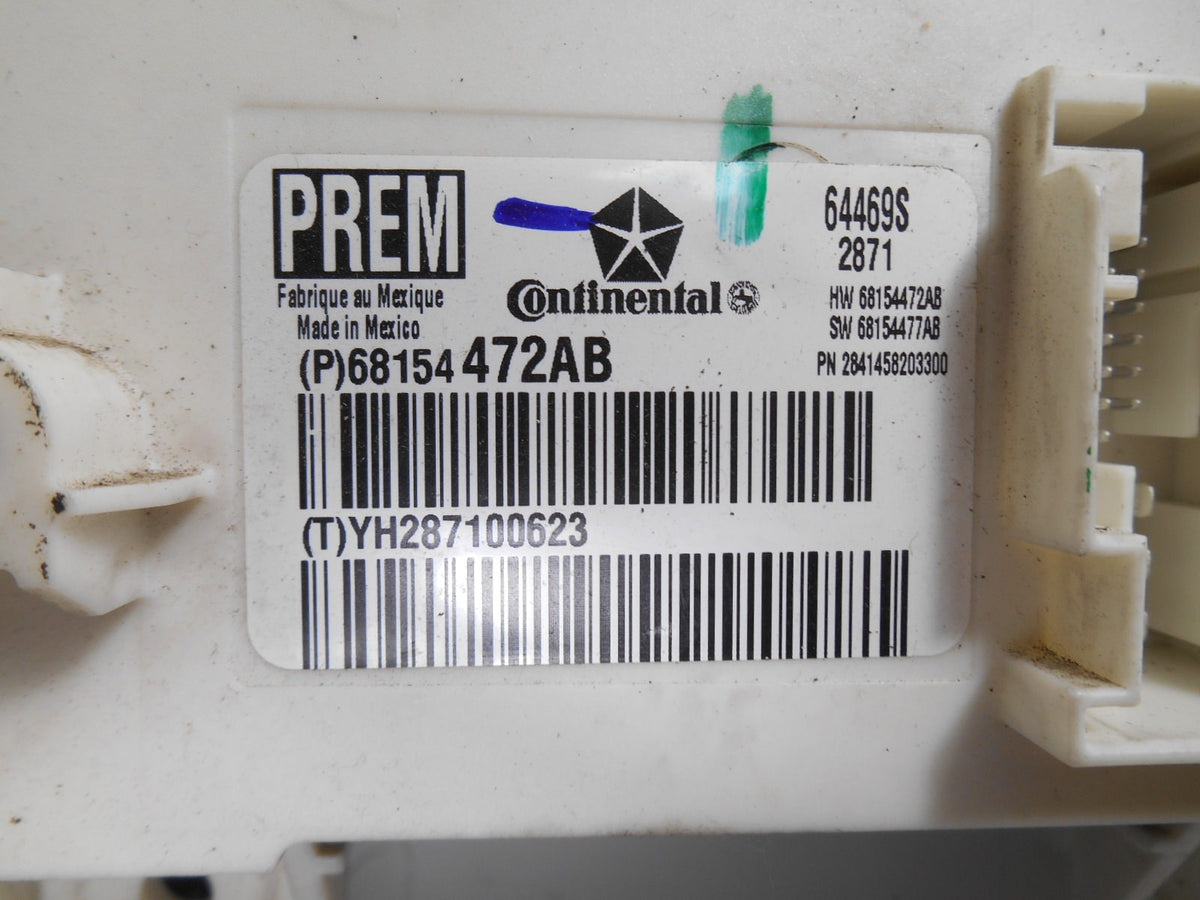 PREM
Fabrique au Mexique
Made in Mexico
Continental
64469S
2871
HW 68154472AB
SW 68154477AB
PN 2841458203300
(P)68154 472AB
(T)YH287100623